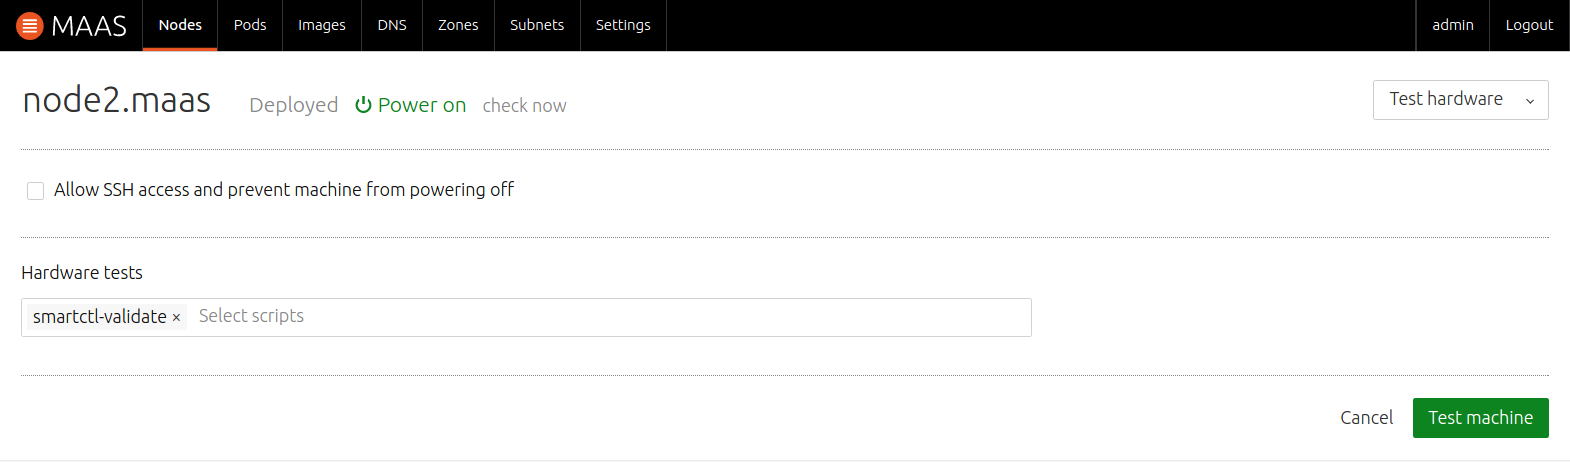 MAAS Nodes Pods Images DNS Zones Subnets Settings admin Logout
node2.maas Deployed Power on check now Test hardware
Allow SSH access and prevent machine from powering off
Hardware tests
smartctl-validate × Select scripts
Cancel Test machine